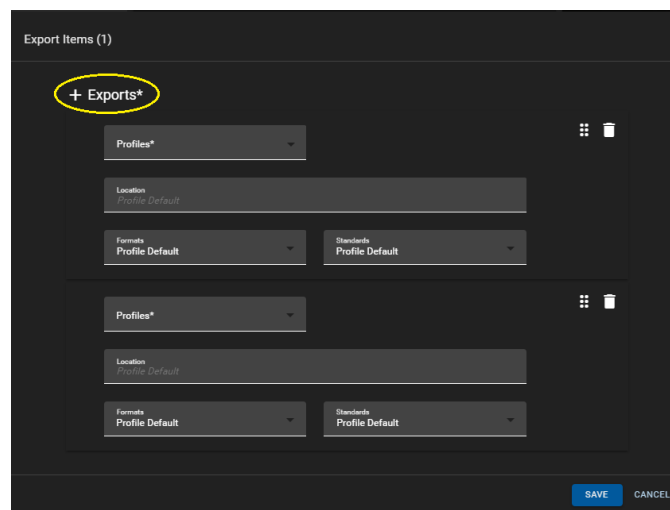 Export Items (1)
+ Exports*
Profiles*
Location
Profile Default
Formats
Profile Default
Standards
Profile Default
Profiles*
Location
Profile Default
Formats
Profile Default
Standards
Profile Default
SAVE CANCEL